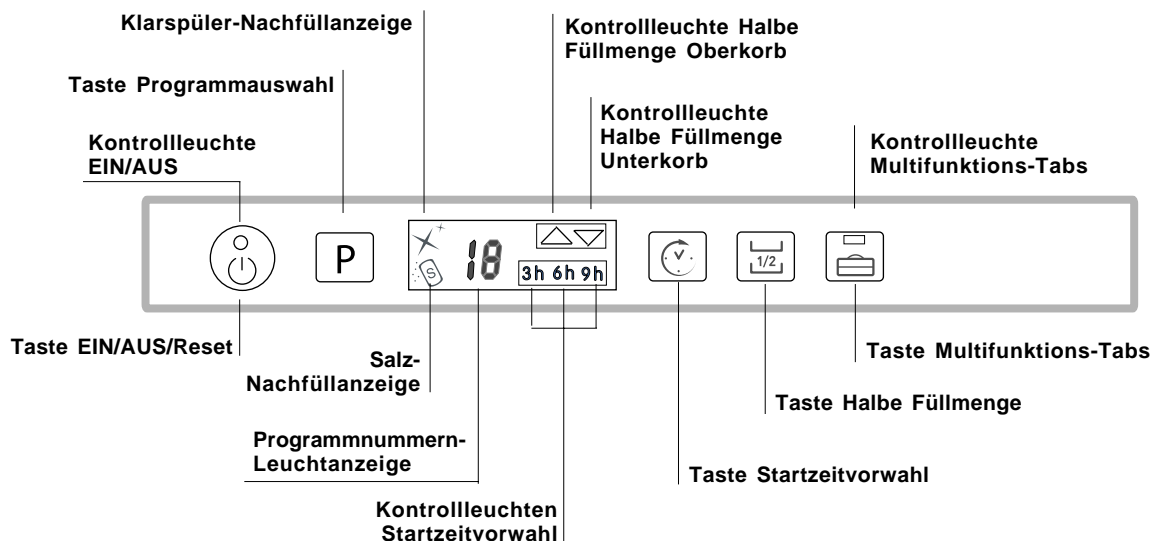 Klarspüler-Nachfüllanzeige
Kontrollleuchte Halbe
Füllmenge Oberkorb
Taste Programmauswahl
Kontrollleuchte
Halbe Füllmenge
Unterkorb
Kontrollleuchte
EIN/AUS
Kontrollleuchte
Multifunktions-Tabs
P
18
S
3h 6h 9h
1/2
Taste EIN/AUS/Reset
Salz-
Nachfüllanzeige
Taste Multifunktions-Tabs
Taste Halbe Füllmenge
Programmnummern-
Leuchtanzeige
Taste Startzeitvorwahl
Kontrollleuchten
Startzeitvorwahl